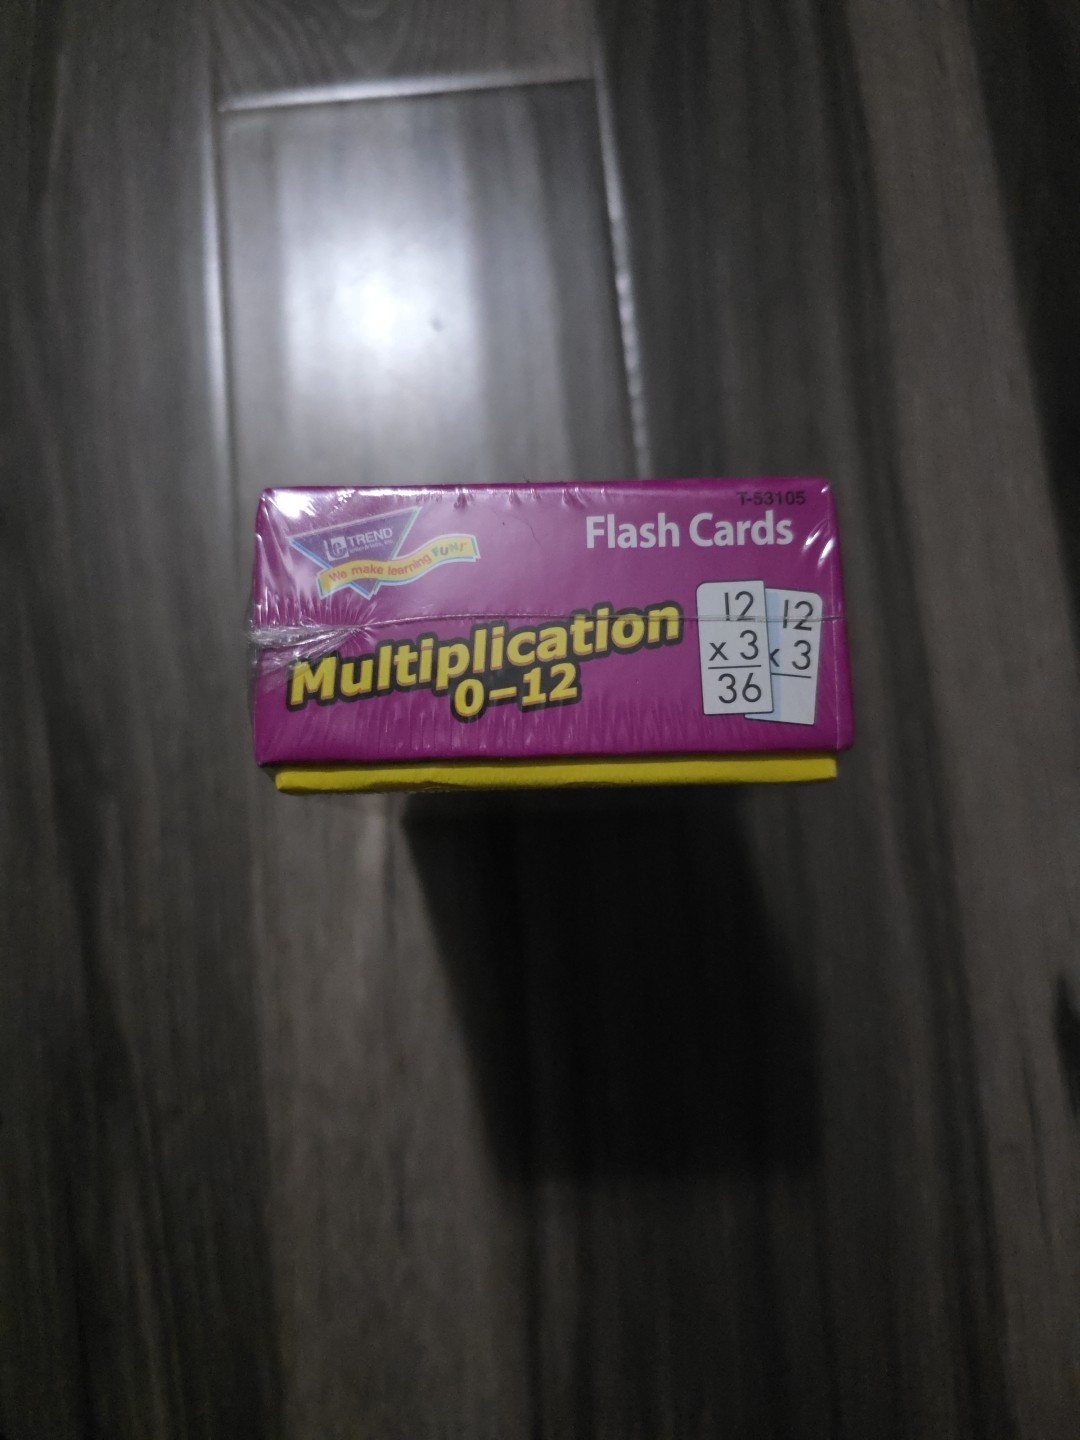 T-53105
TREND
We make learning FUN!
Flash Cards
Multiplication
0–12
12
x 3
36
12
x 3